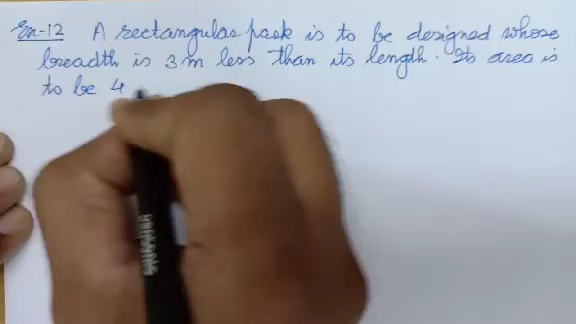 Ex-12 A rectangular park is to be designed whose
breadth is 3 m less than its length. Its area is
to be 4